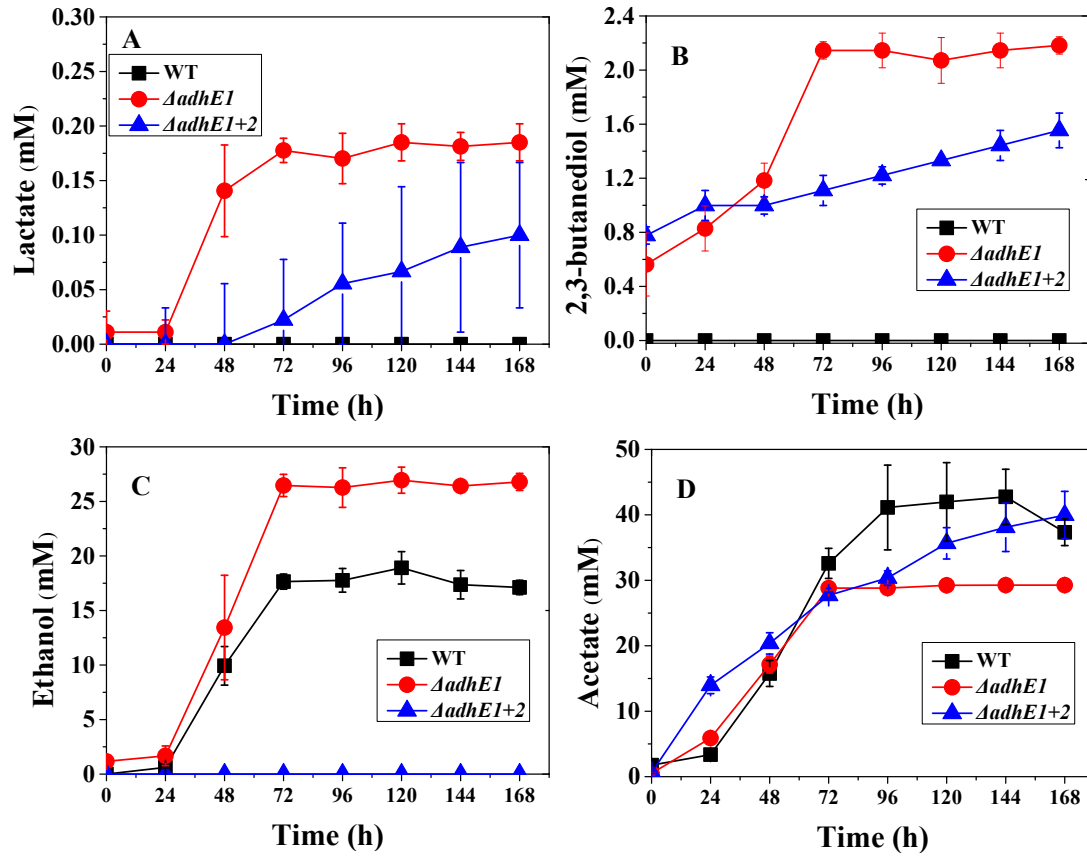 A
Lactate (mM)
0.30
0.25
0.20
0.15
0.10
0.05
0.00
WT
ΔadhE1
ΔadhE1+2
0 24 48 72 96 120 144 168
Time (h)
B
2,3-butanediol (mM)
2.4
2.0
1.6
1.2
0.8
0.4
0.0
WT
ΔadhE1
ΔadhE1+2
0 24 48 72 96 120 144 168
Time (h)
C
Ethanol (mM)
30
25
20
15
10
5
0
WT
ΔadhE1
ΔadhE1+2
0 24 48 72 96 120 144 168
Time (h)
D
Acetate (mM)
50
40
30
20
10
0
WT
ΔadhE1
ΔadhE1+2
0 24 48 72 96 120 144 168
Time (h)